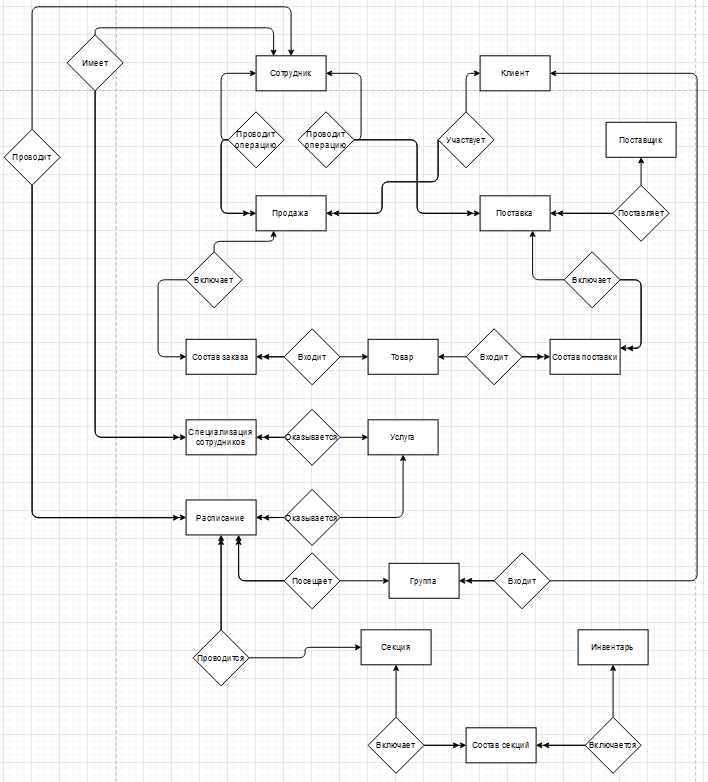 Имеет
Сотрудник
Клиент
Проводит
операцию
Проводит
операцию
Участвует
Поставщик
Проводит
Продажа
Поставка
Поставляет
Включает
Включает
Состав заказа
Входит
Товар
Входит
Состав поставки
Специализация
сотрудников
Оказывается
Услуга
Расписание
Оказывается
Посещает
Группа
Входит
Проводится
Секция
Инвентарь
Включает
Состав секций
Включается